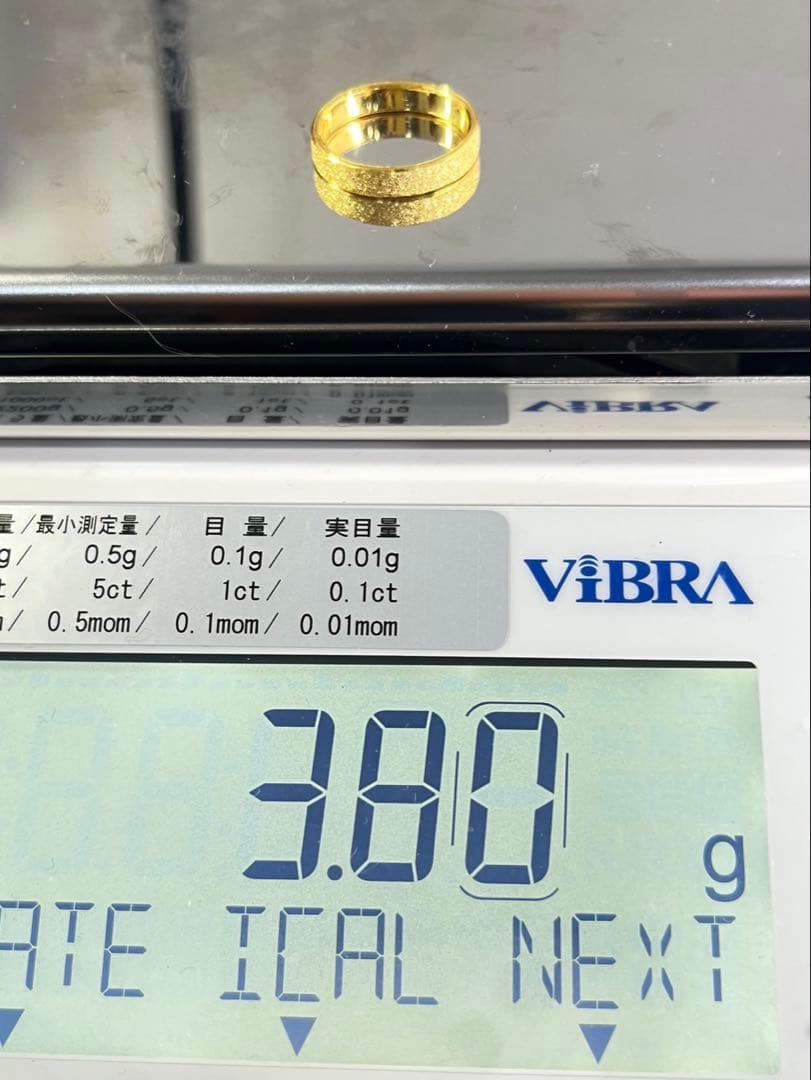 量/最小測定量/ 目 量/ 実目量
g/ 0.5g/ 0.1g/ 0.01g
t/ 5ct/ 1ct/ 0.1ct
/ 0.5mom/ 0.1mom/ 0.01mom
ViBRA
3.80 g
ATE ICAL NEXT